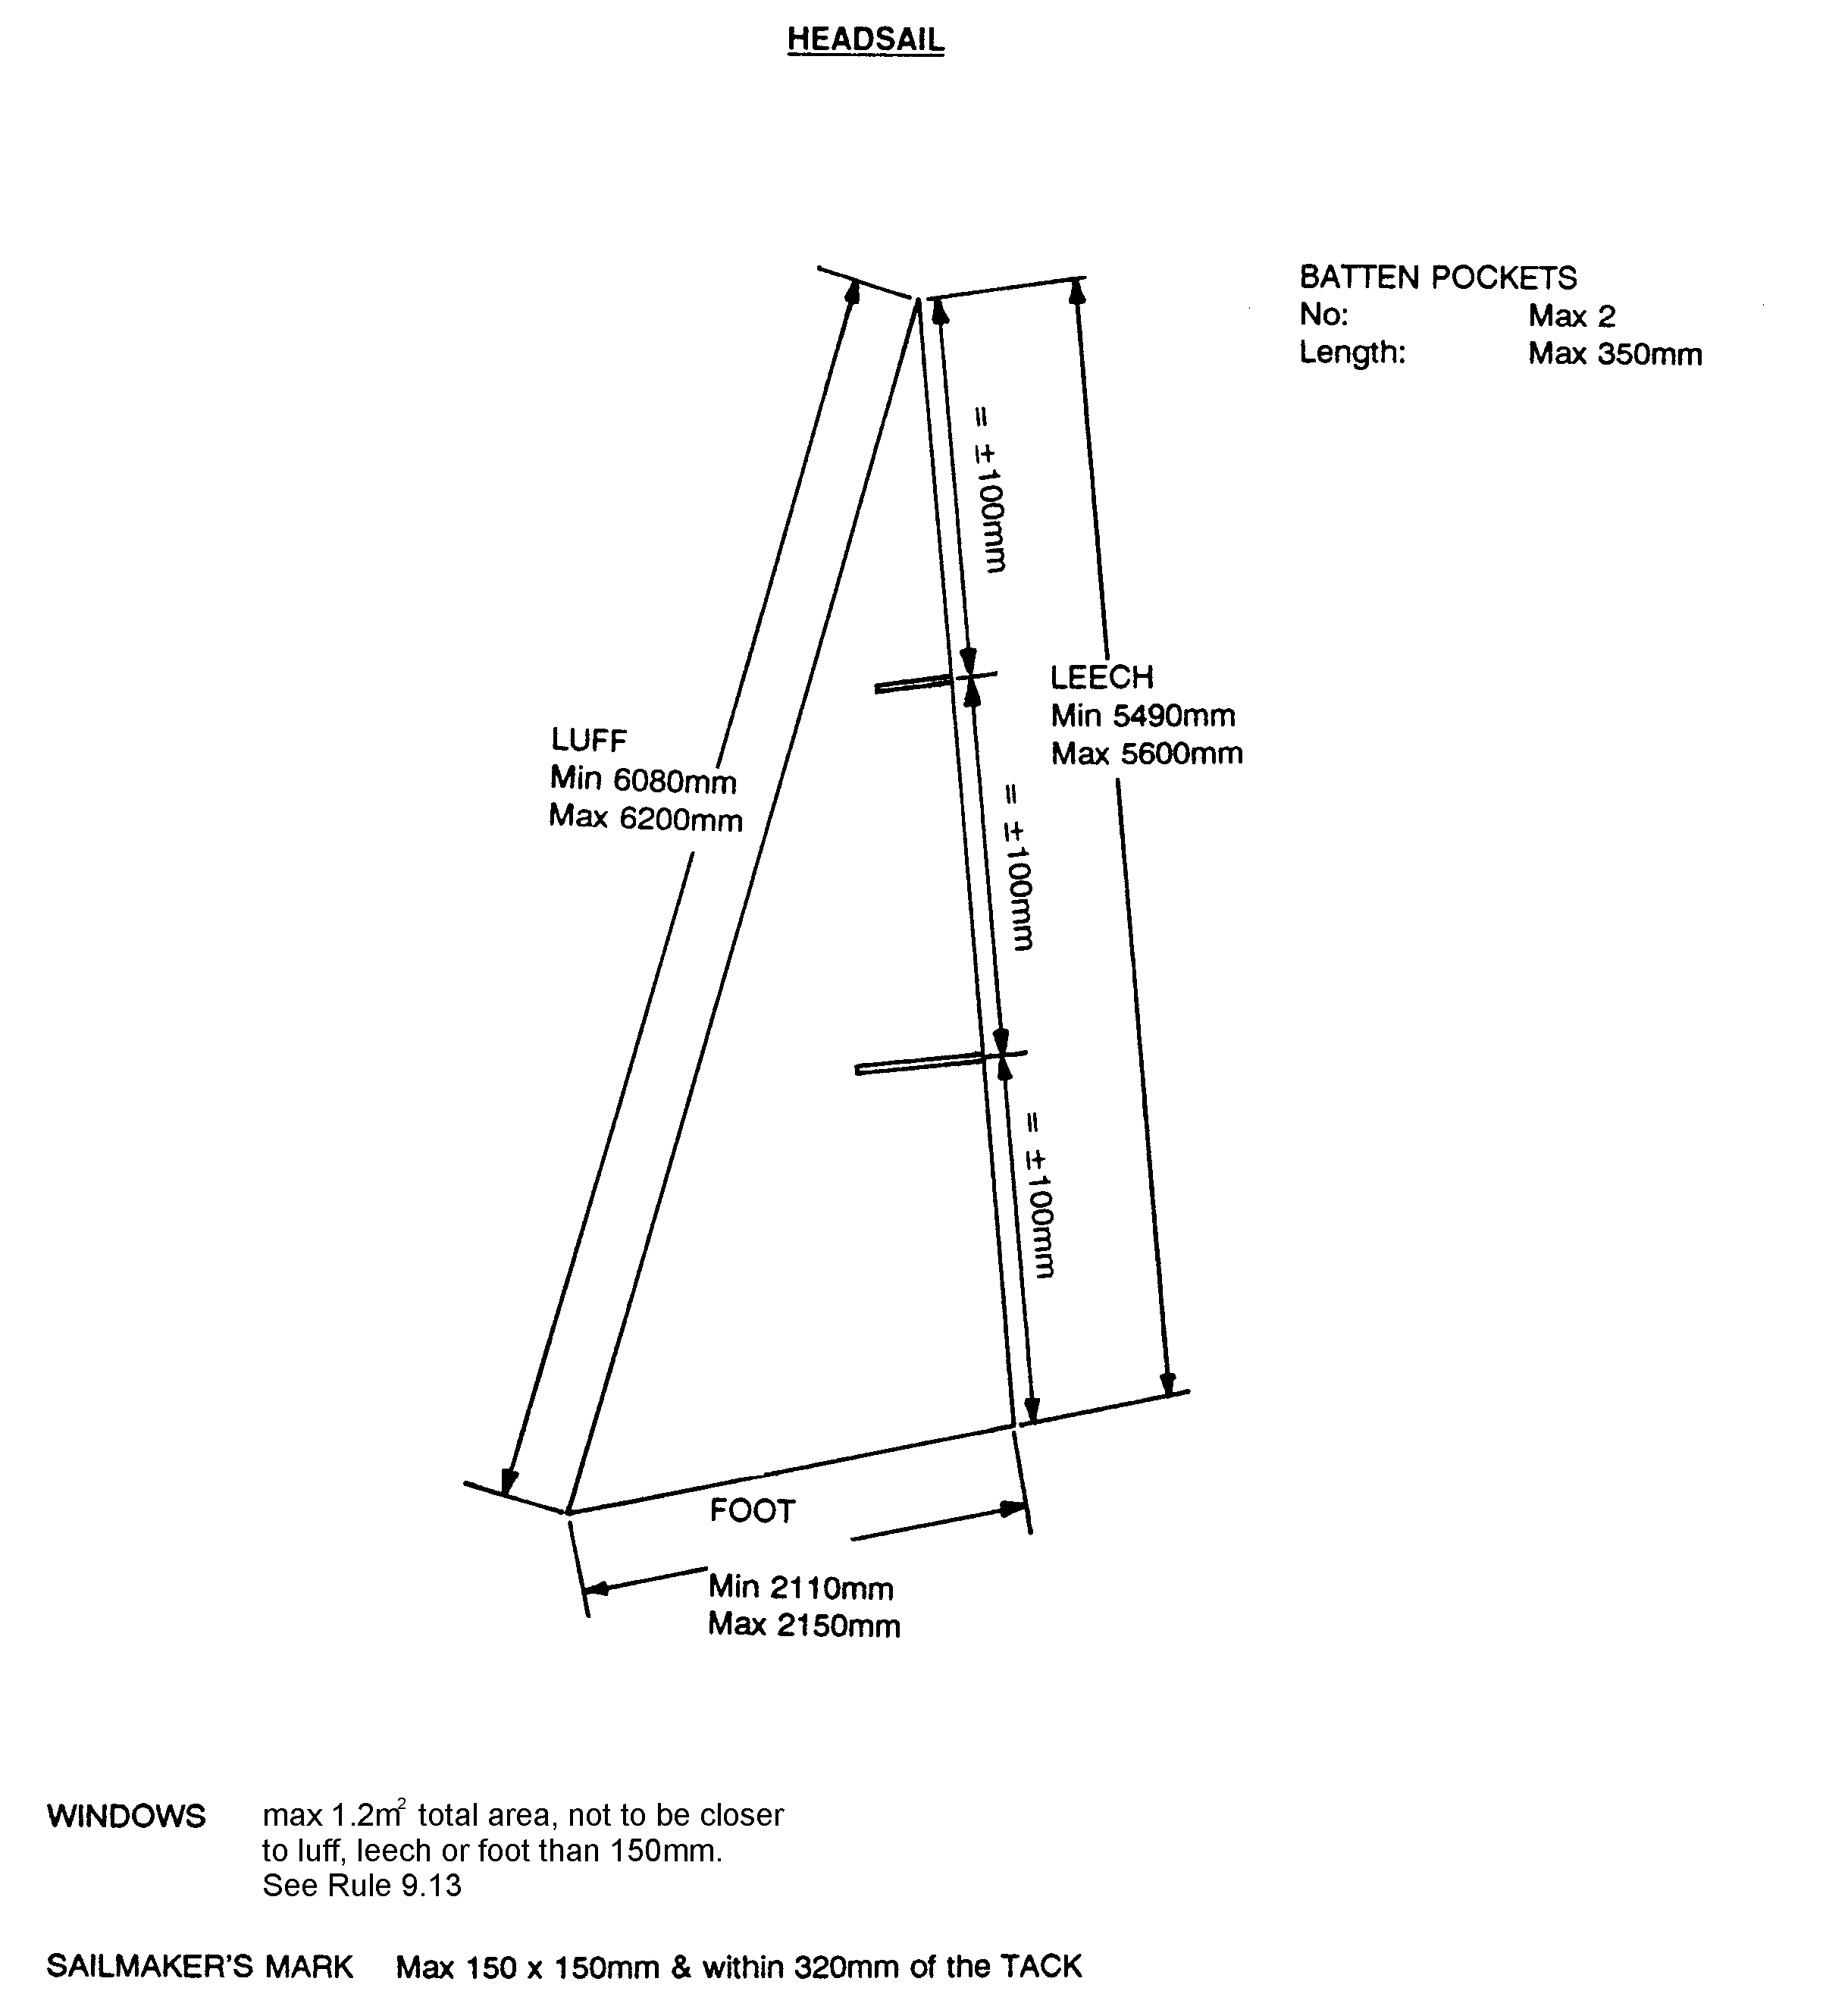 HEADSAIL
BATTEN POCKETS
No: Max 2
Length: Max 350mm
= ±100mm
LEECH
Min 5490mm
Max 5600mm
LUFF
Min 6080mm
Max 6200mm
= ±100mm
= ±100mm
FOOT
Min 2110mm
Max 2150mm
WINDOWS max 1.2m² total area, not to be closer
to luff, leech or foot than 150mm.
See Rule 9.13
SAILMAKER'S MARK Max 150 x 150mm & within 320mm of the TACK